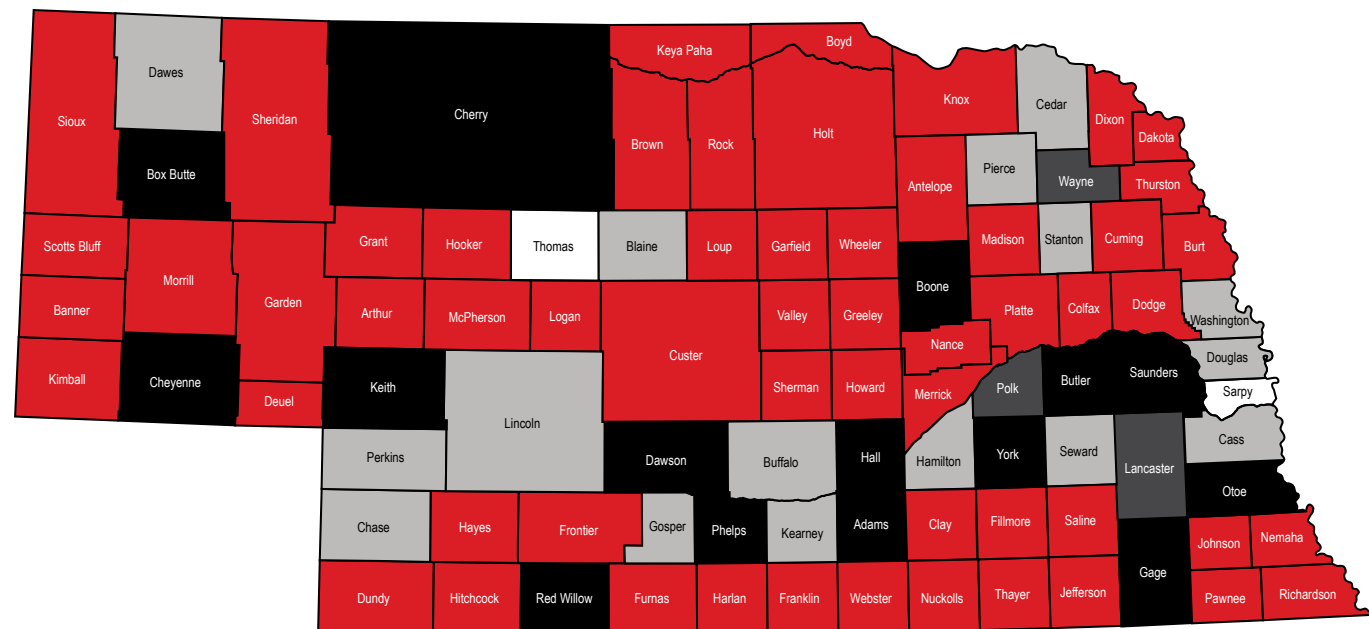 Keya Paha
Boyd
Dawes
Cherry
Knox
Cedar
Sioux
Sheridan
Holt
Dixon
Dakota
Brown
Rock
Box Butte
Pierce
Wayne
Antelope
Thurston
Scotts Bluff
Grant
Hooker
Thomas
Blaine
Loup
Garfield
Wheeler
Madison
Stanton
Cuming
Burt
Morrill
Boone
Garden
Banner
Arthur
McPherson
Logan
Valley
Greeley
Platte
Colfax
Dodge
Washington
Custer
Nance
Douglas
Kimball
Cheyenne
Keith
Sherman
Howard
Merrick
Polk
Butler
Saunders
Sarpy
Deuel
Lincoln
Perkins
Dawson
Buffalo
Hall
Hamilton
York
Seward
Lancaster
Cass
Otoe
Chase
Hayes
Frontier
Gosper
Phelps
Kearney
Adams
Clay
Fillmore
Saline
Johnson
Nemaha
Gage
Dundy
Hitchcock
Red Willow
Furnas
Harlan
Franklin
Webster
Nuckolls
Thayer
Jefferson
Pawnee
Richardson